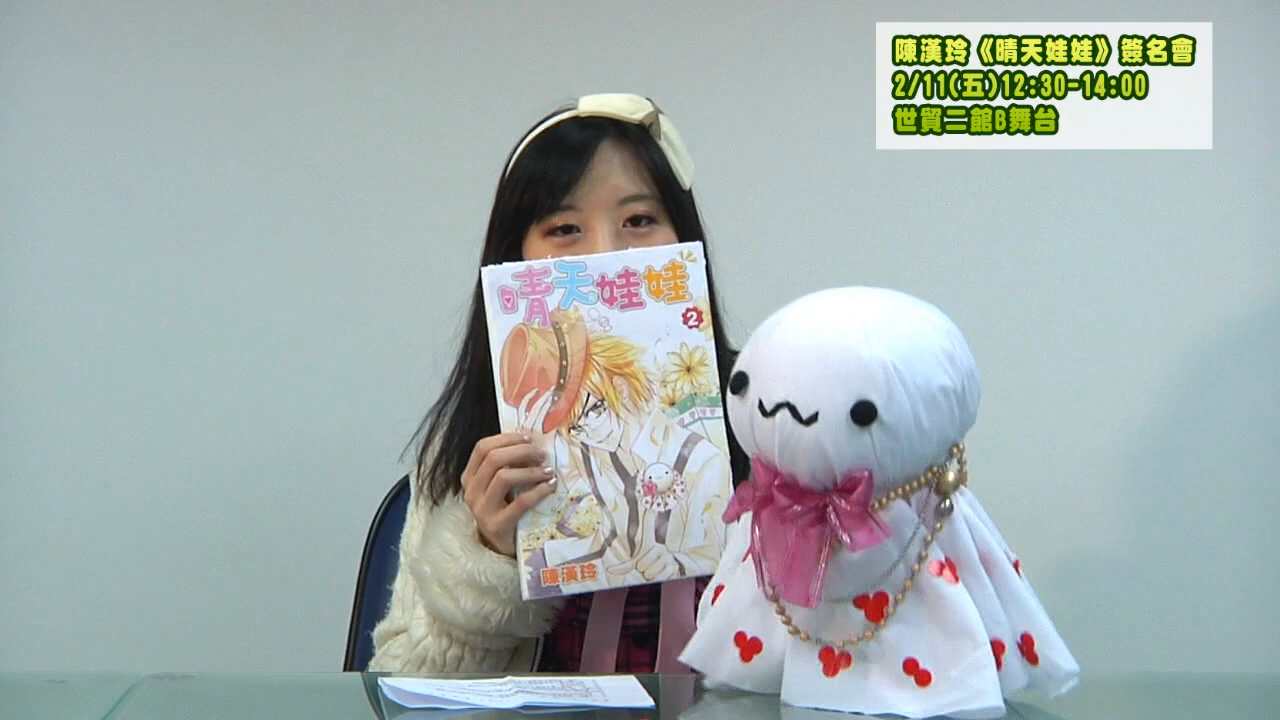 陳漢玲《晴天娃娃》簽名會
2/11(五)12:30-14:00
世貿二館B舞台
晴天娃娃
2
陳漢玲